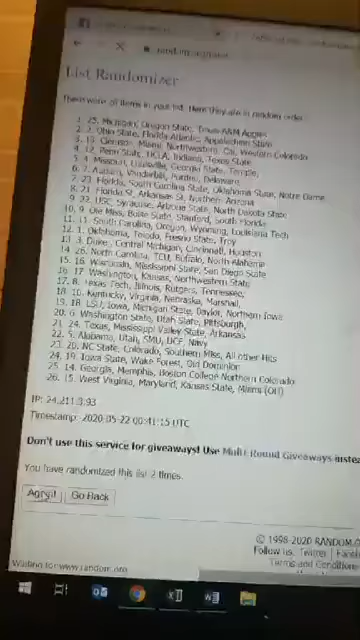 List Randomizer
There were 26 items in your list. Here they are in random order:
1. 25. Michigan, Oregon State, Texas A&M Aggies
2. 2. Ohio State, Florida Atlantic, Appalachian State
3. 13. Clemson, Miami, Northwestern, Cal, Western Colorado
4. 12. Penn State, UCLA, Indiana, Texas State
5. 4. Missouri, Louisville, Georgia State, Temple,
6. 7. Auburn, Vanderbilt, Purdue, Delaware
7. 23. Florida, South Carolina State, Oklahoma State, Notre Dame
8. 21. Florida St, Arkansas St, Northern Arizona
9. 22. USC, Syracuse, Arizona State, North Dakota State
10. 9. Ole Miss, Boise State, Stanford, South Florida
11. 11. South Carolina, Oregon, Wyoming, Louisiana Tech
12. 1. Oklahoma, Toledo, Fresno State, Troy
13. 3. Duke, Central Michigan, Cincinnati, Houston
14. 26. North Carolina, TCU, Buffalo, North Alabama
15. 16. Wisconsin, Mississippi State, San Diego State
16. 17. Washington, Kansas, Northwestern State
17. 8. Texas Tech, Illinois, Rutgers, Tennessee,
18. 10. Kentucky, Virginia, Nebraska, Marshall,
19. 18. LSU, Iowa, Michigan State, Baylor, Northern Iowa
20. 6. Washington State, Utah State, Pittsburgh,
21. 24. Texas, Mississippi Valley State, Arkansas
22. 5. Alabama, Utah, SMU, UCF, Navy
23. 20. NC State, Colorado, Southern Miss, All other Hits
24. 19. Iowa State, Wake Forest, Old Dominion
25. 14. Georgia, Memphis, Boston College Northern Colorado
26. 15. West Virginia, Maryland, Kansas State, Miami (OH)
IP: 24.211.3.93
Timestamp: 2020-05-22 00:41:15 UTC
Don't use this service for giveaways! Use Multi-Round Giveaways instea
You have randomized this list 2 times.
Again! Go Back
© 1998-2020 RANDOM.O
Follow us: Twitter | Faceb
Terms and Conditions
Waiting for www.random.org